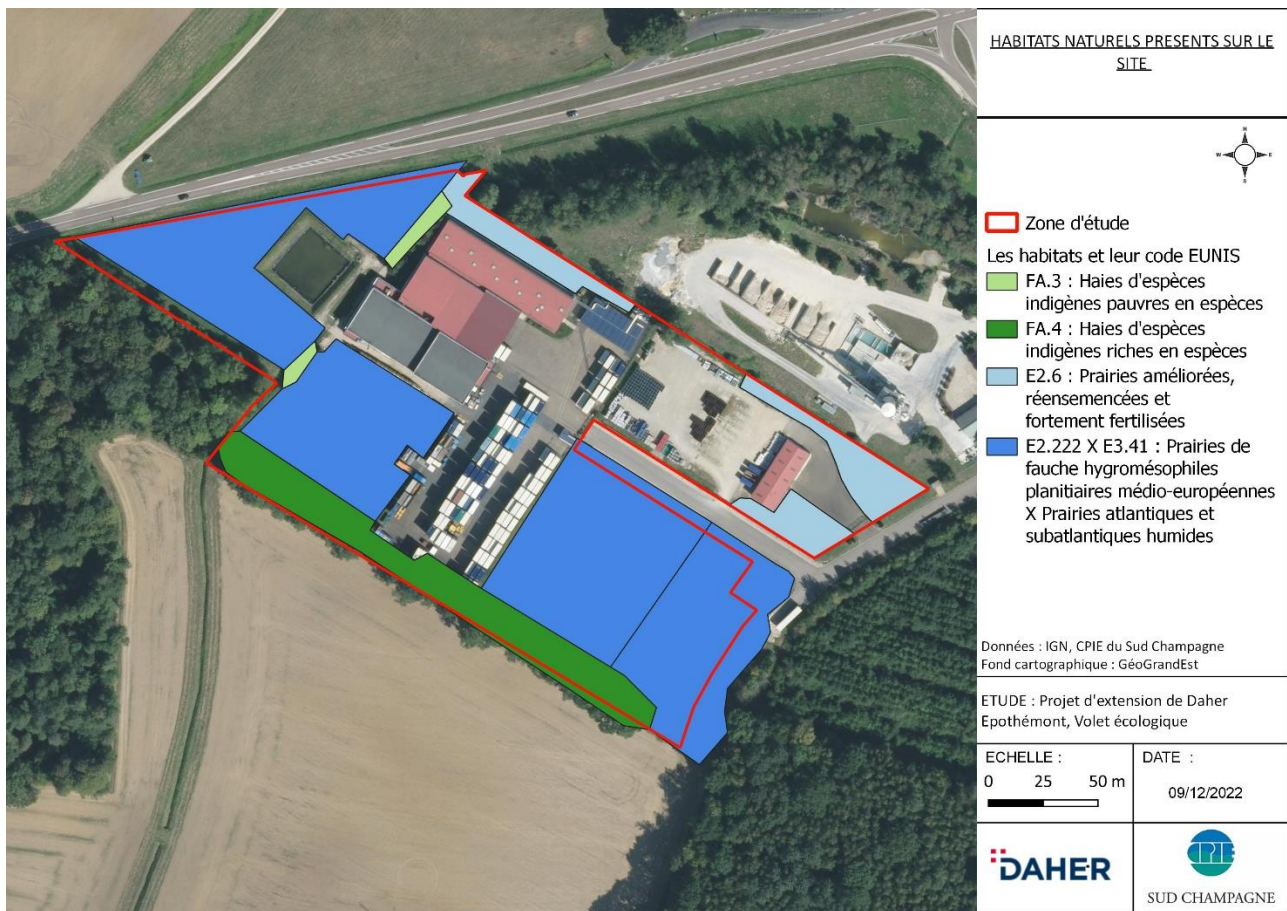 HABITATS NATURELS PRESENTS SUR LE
SITE
N
W E
S
Zone d'étude
Les habitats et leur code EUNIS
FA.3 : Haies d'espèces
indigènes pauvres en espèces
FA.4 : Haies d'espèces
indigènes riches en espèces
E2.6 : Prairies améliorées,
réensemencées et
fortement fertilisées
E2.222 X E3.41 : Prairies de
fauche hygromésophiles
planitiaires médio-européennes
X Prairies atlantiques et
subatlantiques humides
Données : IGN, CPIE du Sud Champagne
Fond cartographique : GéoGrandEst
ETUDE : Projet d'extension de Daher
Epothémont, Volet écologique
ECHELLE :
0 25 50 m
DATE :
09/12/2022
DAHER
CPIE
SUD CHAMPAGNE